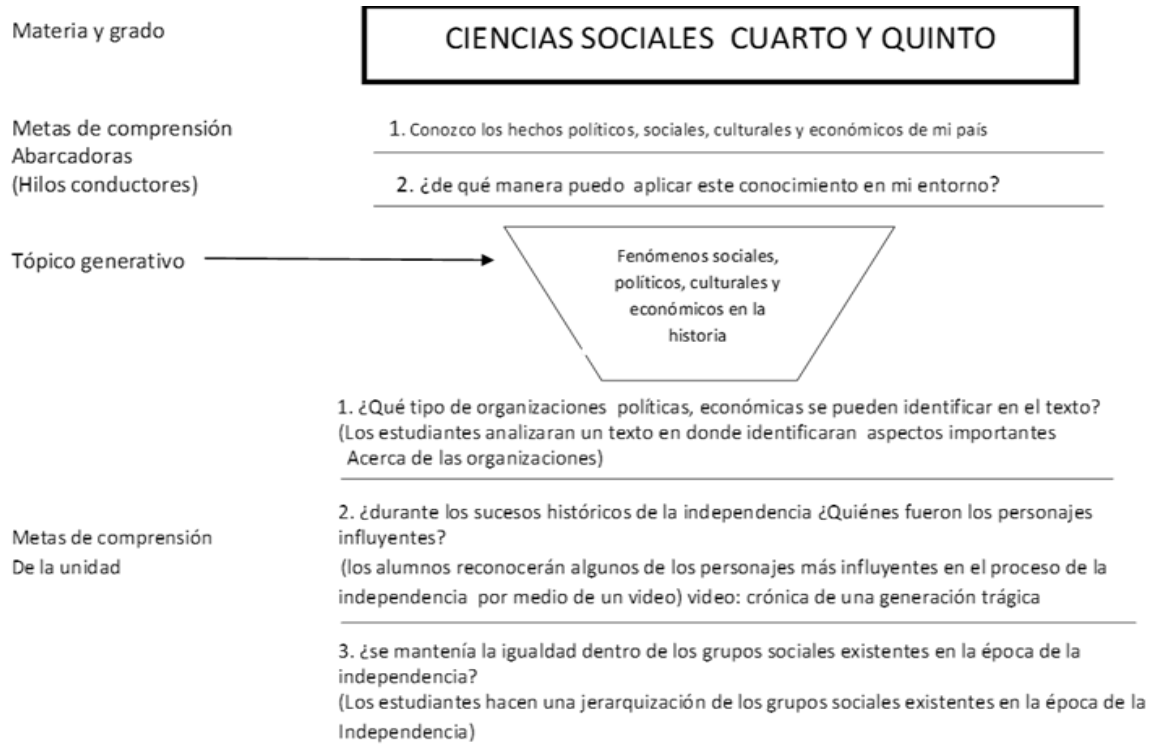 Materia y grado
CIENCIAS SOCIALES CUARTO Y QUINTO
Metas de comprensión
Abarcadoras
(Hilos conductores)
1. Conozco los hechos políticos, sociales, culturales y económicos de mi país
2. ¿de qué manera puedo aplicar este conocimiento en mi entorno?
Tópico generativo
Fenómenos sociales,
políticos, culturales y
económicos en la
historia
Metas de comprensión
De la unidad
1. ¿Qué tipo de organizaciones políticas, económicas se pueden identificar en el texto?
(Los estudiantes analizaran un texto en donde identificaran aspectos importantes
Acerca de las organizaciones)
2. ¿durante los sucesos históricos de la independencia ¿Quiénes fueron los personajes
influyentes?
(los alumnos reconocerán algunos de los personajes más influyentes en el proceso de la
independencia por medio de un video) video: crónica de una generación trágica
3. ¿se mantenía la igualdad dentro de los grupos sociales existentes en la época de la
independencia?
(Los estudiantes hacen una jerarquización de los grupos sociales existentes en la época de la
Independencia)